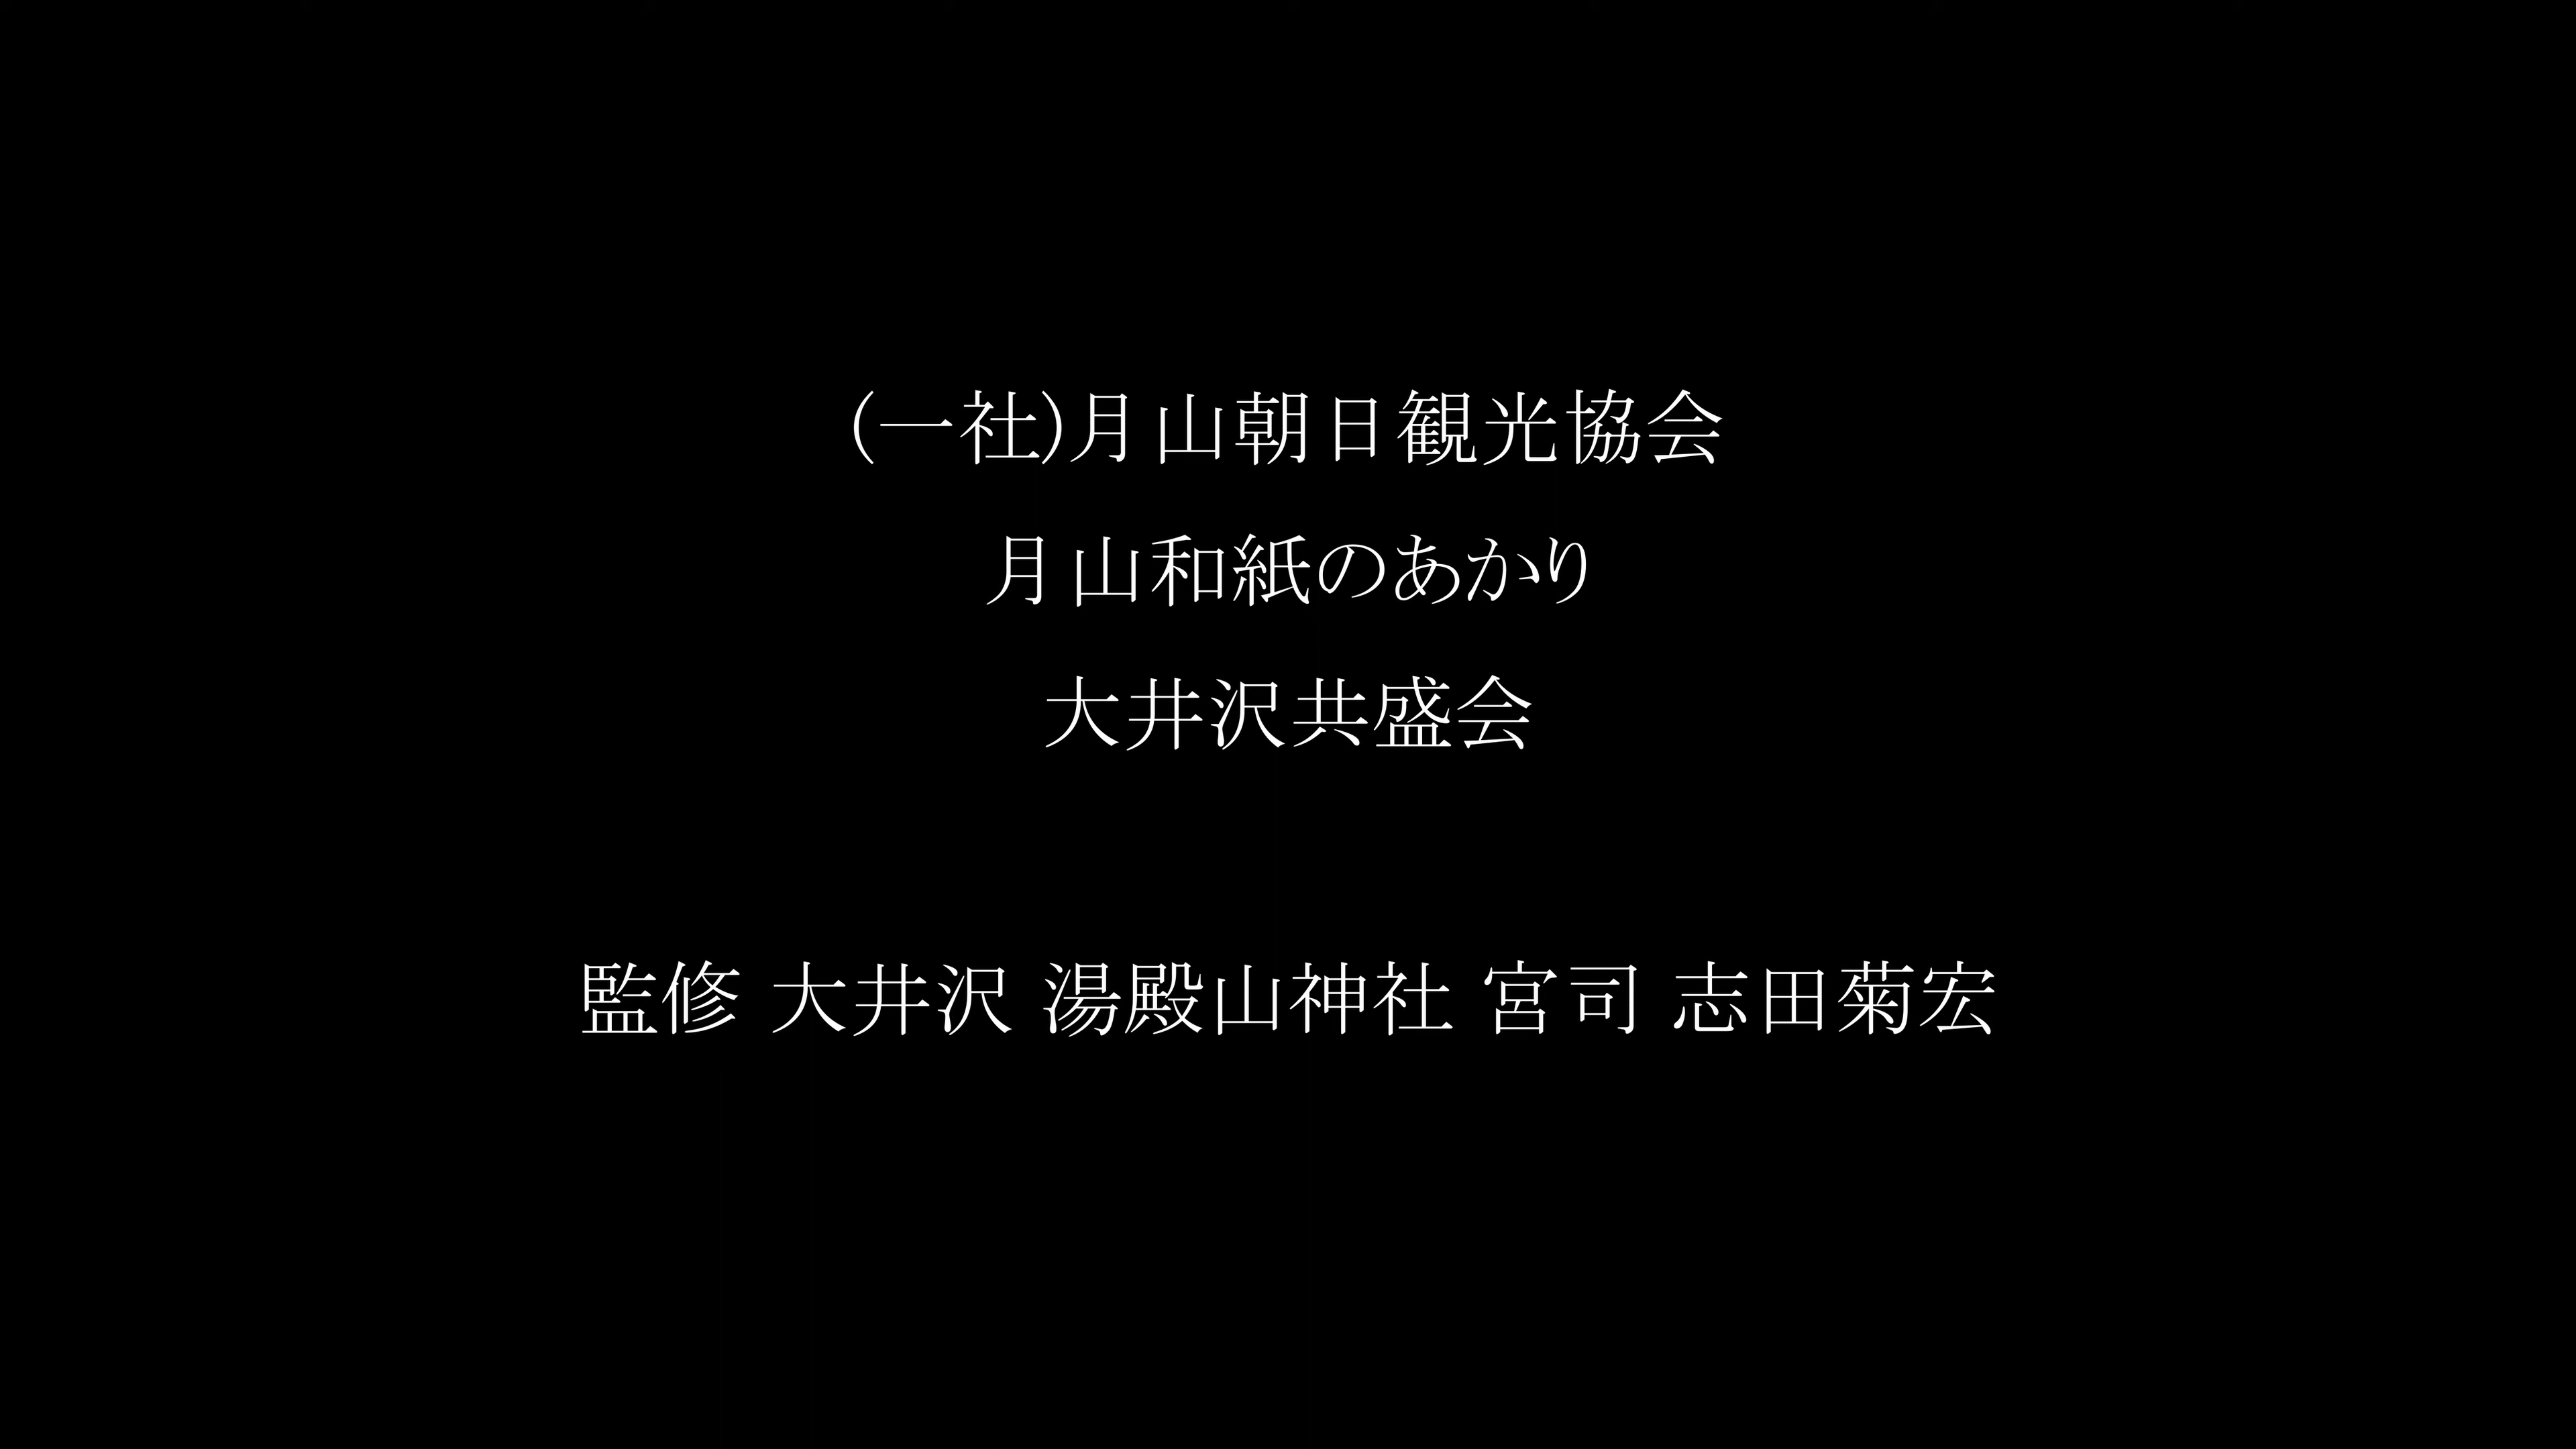 (一社)月山朝日観光協会
月山和紙のあかり
大井沢共盛会
監修 大井沢 湯殿山神社 宮司 志田菊宏